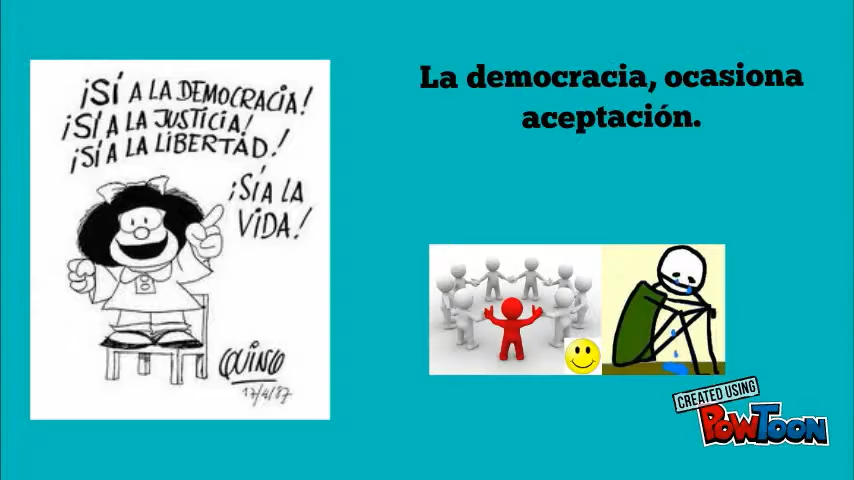 ¡SÍ A LA DEMOCRACIA!
¡SÍ A LA JUSTICIA!
¡SÍ A LA LIBERTAD!
¡SÍ A LA
VIDA!
QUINO
17/4/87
La democracia, ocasiona
aceptación.
CREATED USING
POWTOON